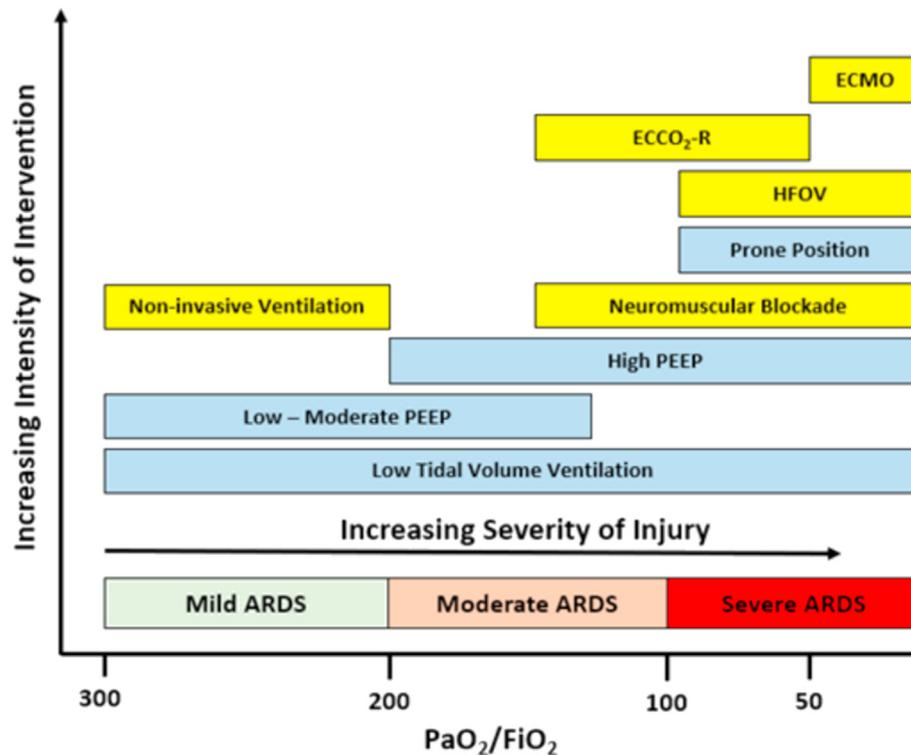 Increasing Intensity of Intervention
ECMO
ECCO₂-R
HFOV
Prone Position
Non-invasive Ventilation
Neuromuscular Blockade
High PEEP
Low – Moderate PEEP
Low Tidal Volume Ventilation
Increasing Severity of Injury
Mild ARDS
Moderate ARDS
Severe ARDS
300
200
100
50
PaO₂/FiO₂